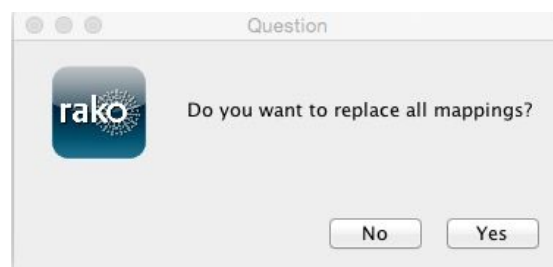 Question
rako
Do you want to replace all mappings?
No
Yes